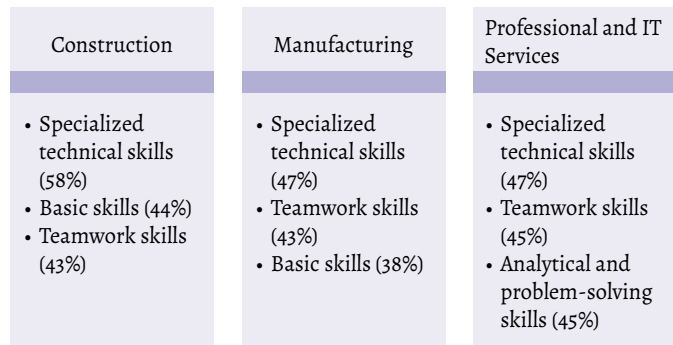 Construction
• Specialized
technical skills
(58%)
• Basic skills (44%)
• Teamwork skills
(43%)
Manufacturing
• Specialized
technical skills
(47%)
• Teamwork skills
(43%)
• Basic skills (38%)
Professional and IT
Services
• Specialized
technical skills
(47%)
• Teamwork skills
(45%)
• Analytical and
problem-solving
skills (45%)